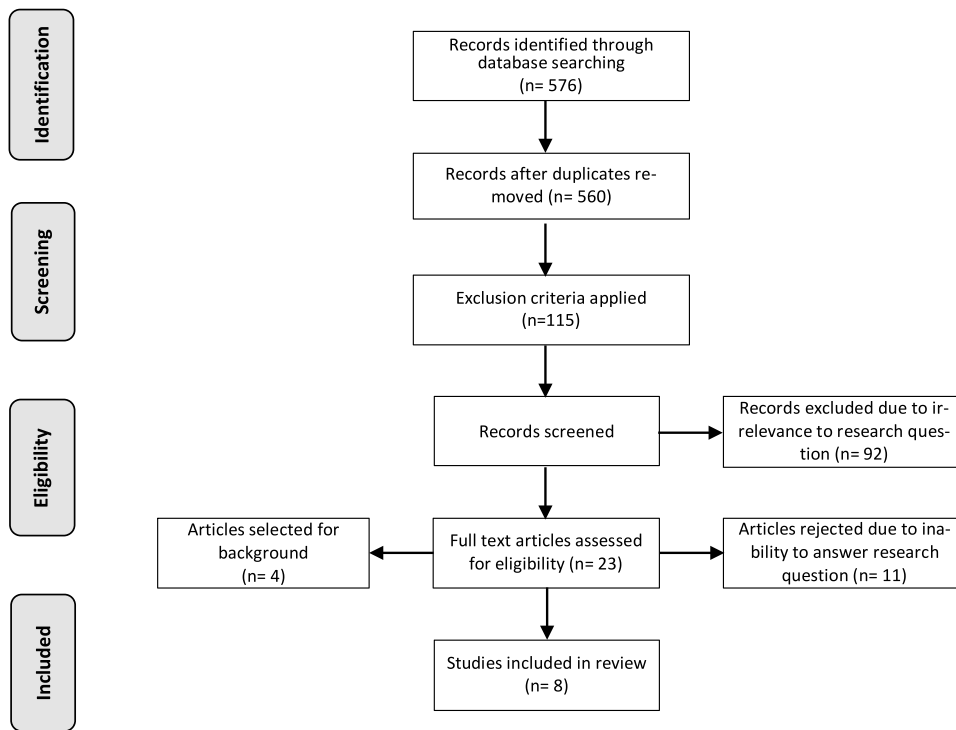 Identification
Records identified through
database searching
(n= 576)
Records after duplicates re-
moved (n= 560)
Screening
Exclusion criteria applied
(n=115)
Eligibility
Records screened
Records excluded due to ir-
relevance to research ques-
tion (n= 92)
Articles selected for
background
(n= 4)
Full text articles assessed
for eligibility (n= 23)
Articles rejected due to ina-
bility to answer research
question (n= 11)
Included
Studies included in review
(n= 8)